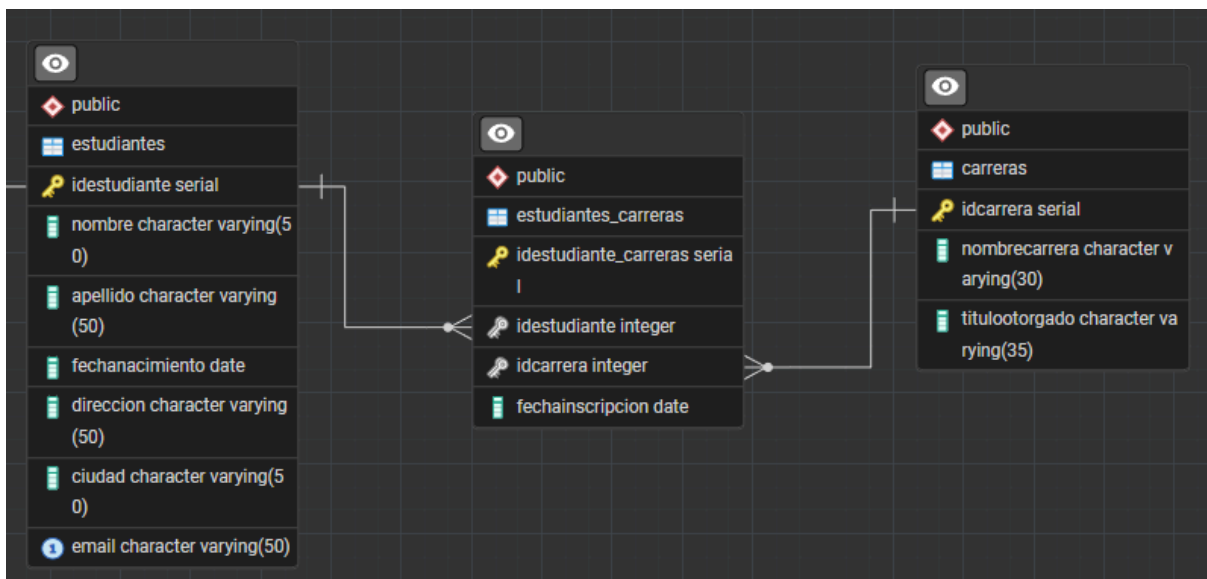 public
estudiantes
idestudiante serial
nombre character varying(5
0)
apellido character varying
(50)
fechanacimiento date
direccion character varying
(50)
ciudad character varying(5
0)
1 email character varying(50)
public
estudiantes_carreras
idestudiante_carreras seria
l
idestudiante integer
idcarrera integer
fechainscripcion date
public
carreras
idcarrera serial
nombrecarrera character v
arying(30)
titulootorgado character va
rying(35)